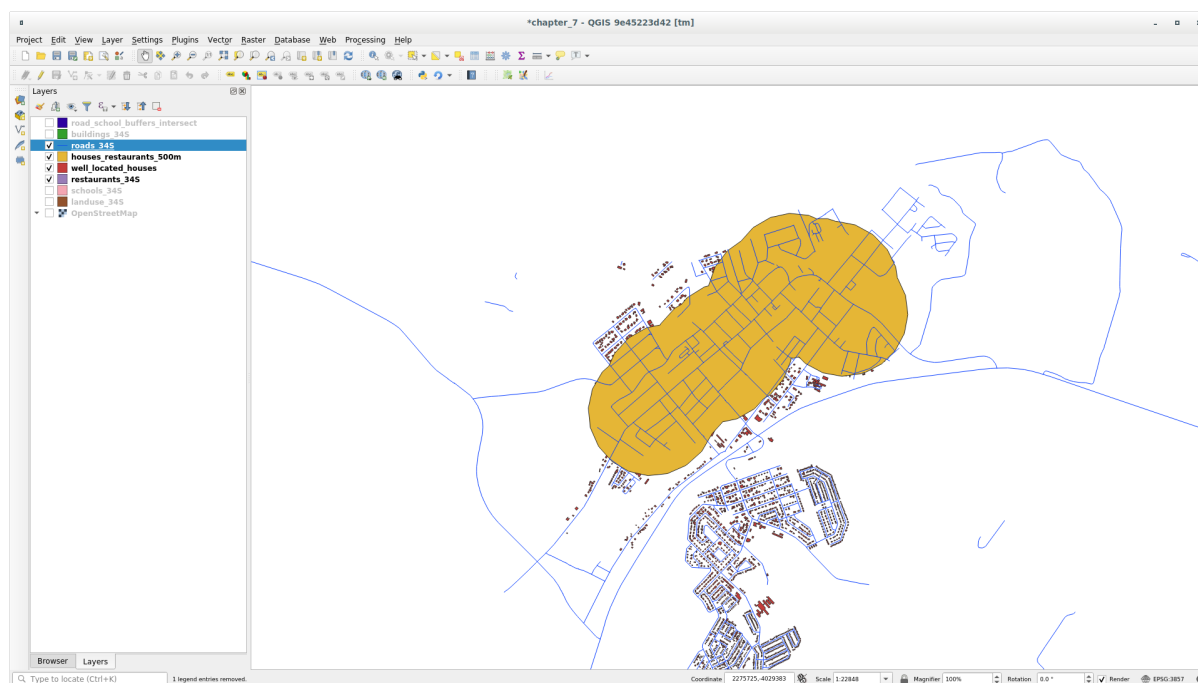 *chapter_7 - QGIS 9e45223d42 [tm]
Project Edit View Layer Settings Plugins Vector Raster Database Web Processing Help
Layers
road_school_buffers_intersect
buildings_34S
roads_34S
houses_restaurants_500m
well_located_houses
restaurants_34S
schools_34S
landuse_34S
OpenStreetMap
Browser Layers
Type to locate (Ctrl+K) 1 legend entries removed. Coordinate 2275725,-4029383 Scale 1:22848 Magnifier 100% Rotation 0.0 ° Render EPSG:3857